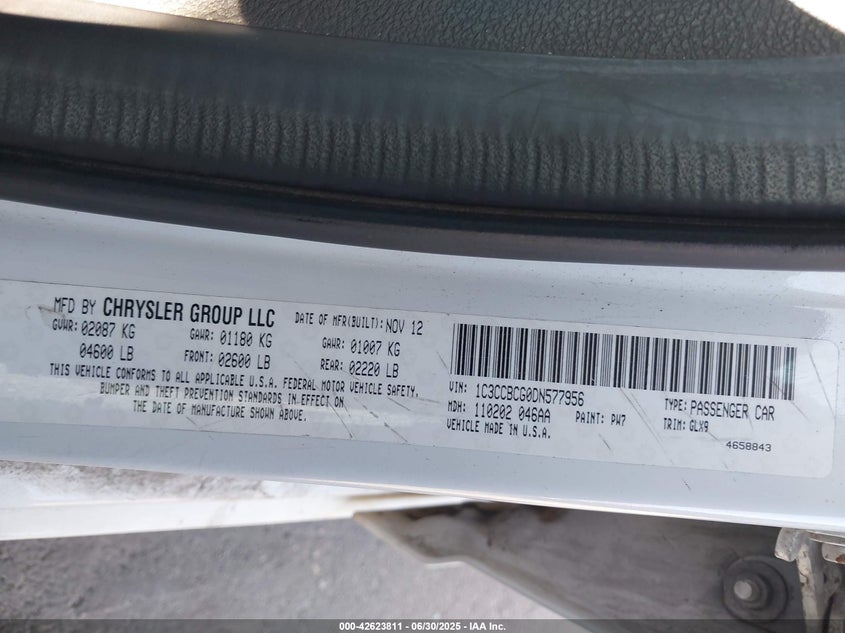 MFD BY CHRYSLER GROUP LLC DATE OF MFR(BUILT): NOV 12
GVWR: 02087 KG GAWR: 01180 KG GAWR: 01007 KG
04600 LB FRONT: 02600 LB REAR: 02220 LB
THIS VEHICLE CONFORMS TO ALL APPLICABLE U.S.A. FEDERAL MOTOR VEHICLE SAFETY,
BUMPER AND THEFT PREVENTION STANDARDS IN EFFECT ON
THE DATE OF MANUFACTURE SHOWN ABOVE.
VIN: 1C3CCBCG0DN577956 TYPE: PASSENGER CAR
MDH: 110202 046AA PAINT: PW7 TRIM: GLX9
VEHICLE MADE IN U.S.A. 4658843
000-42623811 - 06/30/2025 - IAA Inc.